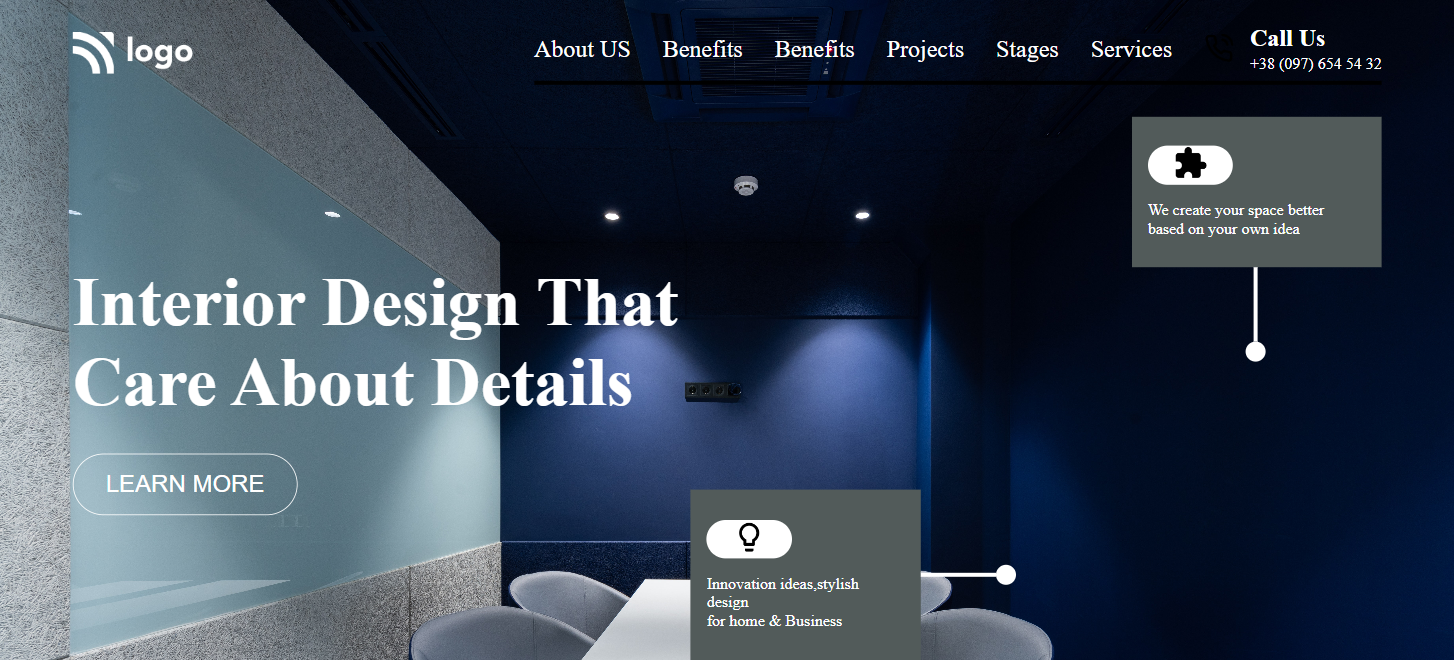 logo
About US
Benefits
Benefits
Projects
Stages
Services
Call Us
+38 (097) 654 54 32
We create your space better
based on your own idea
Interior Design That
Care About Details
LEARN MORE
Innovation ideas,stylish
design
for home & Business